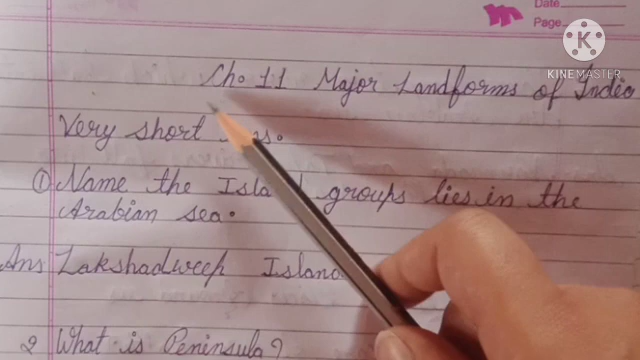 Date
Page
KINEMASTER
Ch. 11 Major Landforms of India
Very short
① Name the Island groups lies in the
Arabian sea.
Ans Lakshadweep Island
2 What is Peninsula?